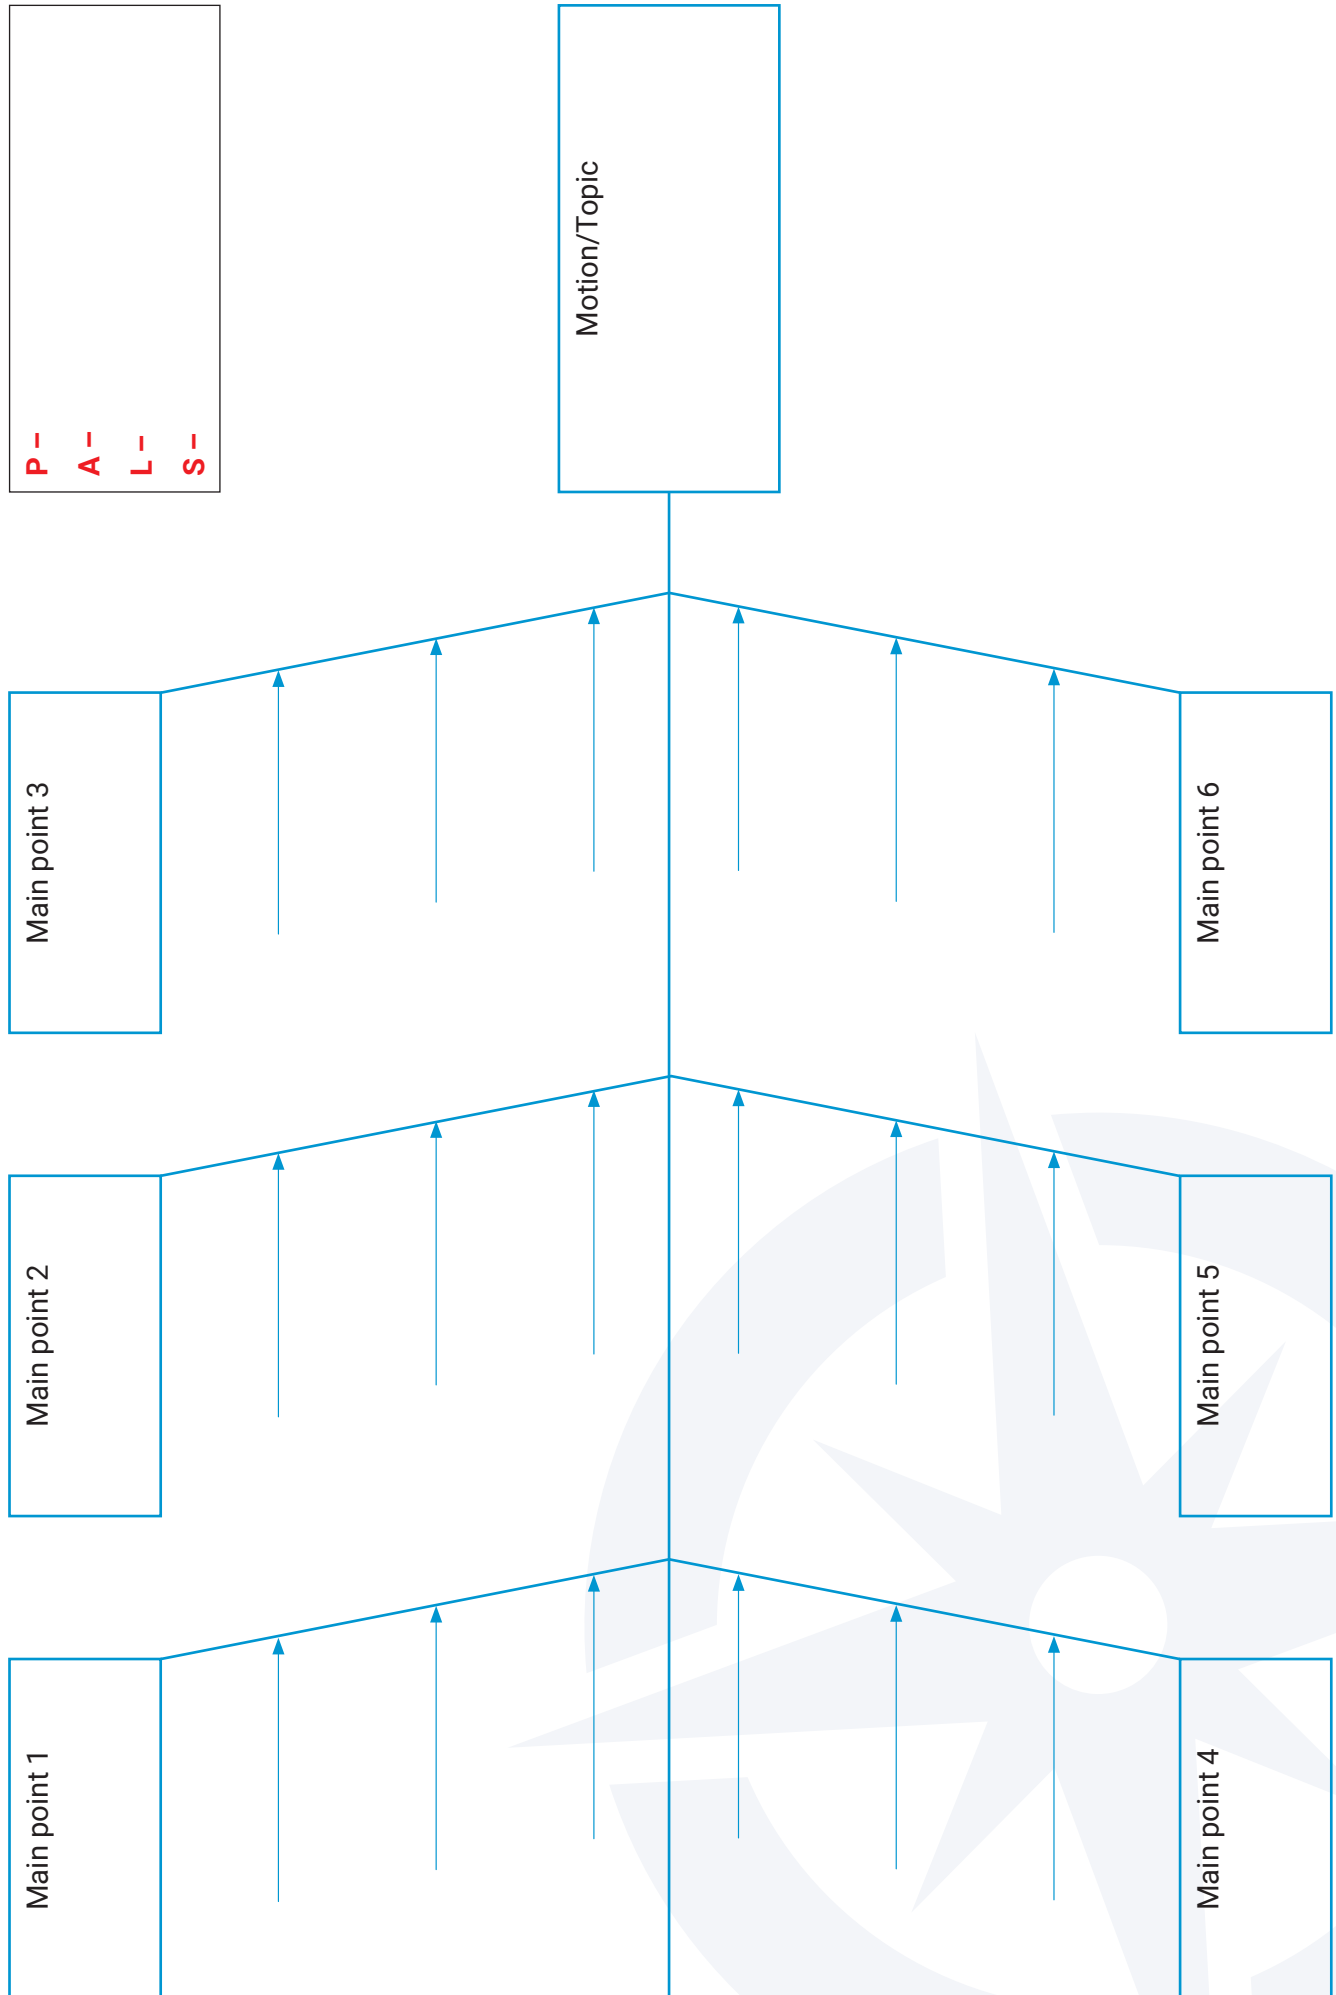 P –
A –
L –
S –
Main point 1
Main point 2
Main point 3
Motion/Topic
Main point 4
Main point 5
Main point 6